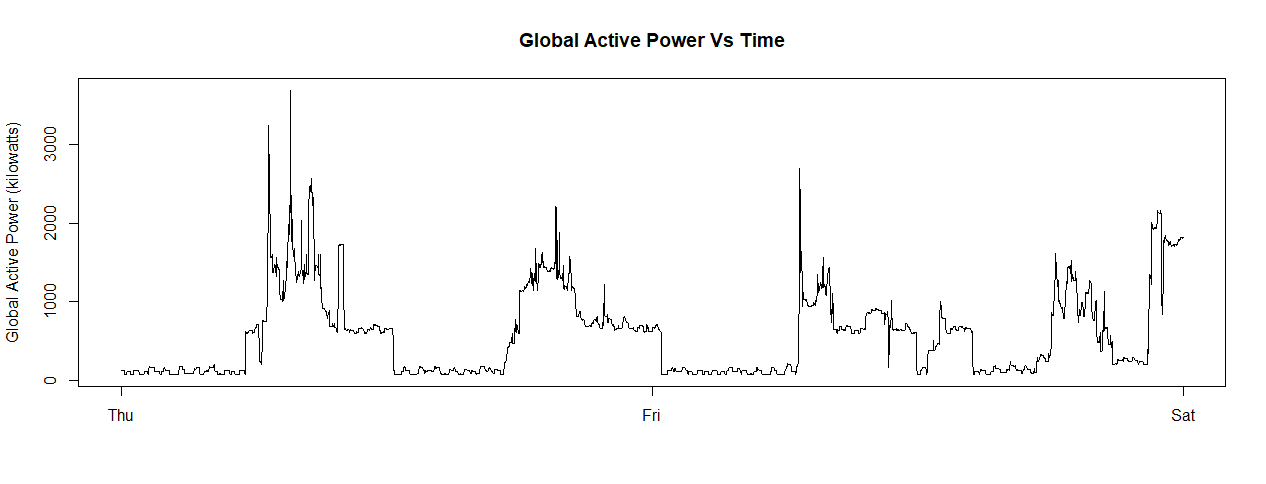 Global Active Power Vs Time
Global Active Power (kilowatts)
3000
2000
1000
0
Thu
Fri
Sat